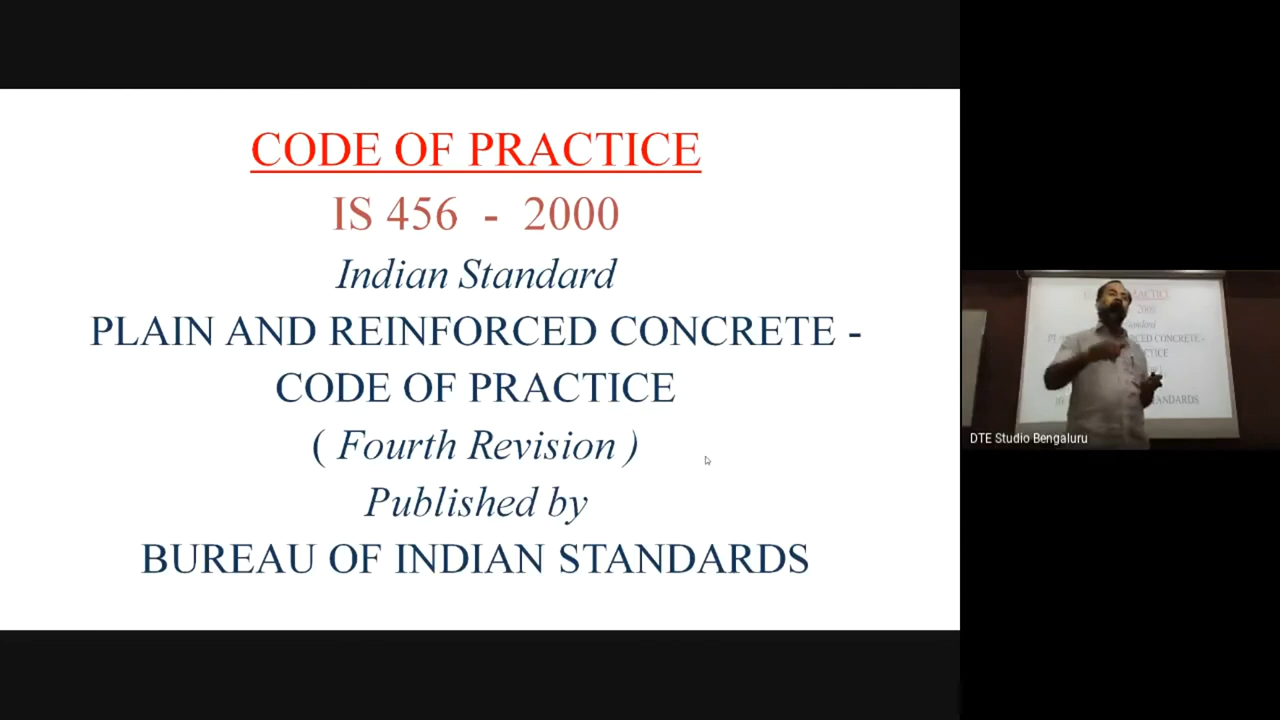 CODE OF PRACTICE
IS 456 - 2000
Indian Standard
PLAIN AND REINFORCED CONCRETE -
CODE OF PRACTICE
( Fourth Revision )
Published by
BUREAU OF INDIAN STANDARDS
DTE Studio Bengaluru